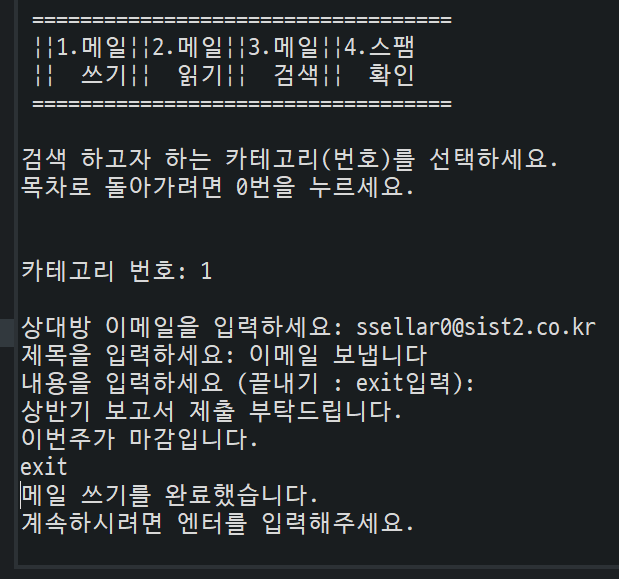 ===================================
¦¦1.메일¦¦2.메일¦¦3.메일¦¦4.스팸
¦¦  쓰기¦¦  읽기¦¦  검색¦¦  확인
===================================
검색 하고자 하는 카테고리(번호)를 선택하세요.
목차로 돌아가려면 0번을 누르세요.
카테고리 번호: 1
상대방 이메일을 입력하세요: ssellar0@sist2.co.kr
제목을 입력하세요: 이메일 보냅니다
내용을 입력하세요 (끝내기 : exit입력):
상반기 보고서 제출 부탁드립니다.
이번주가 마감입니다.
exit
메일 쓰기를 완료했습니다.
계속하시려면 엔터를 입력해주세요.